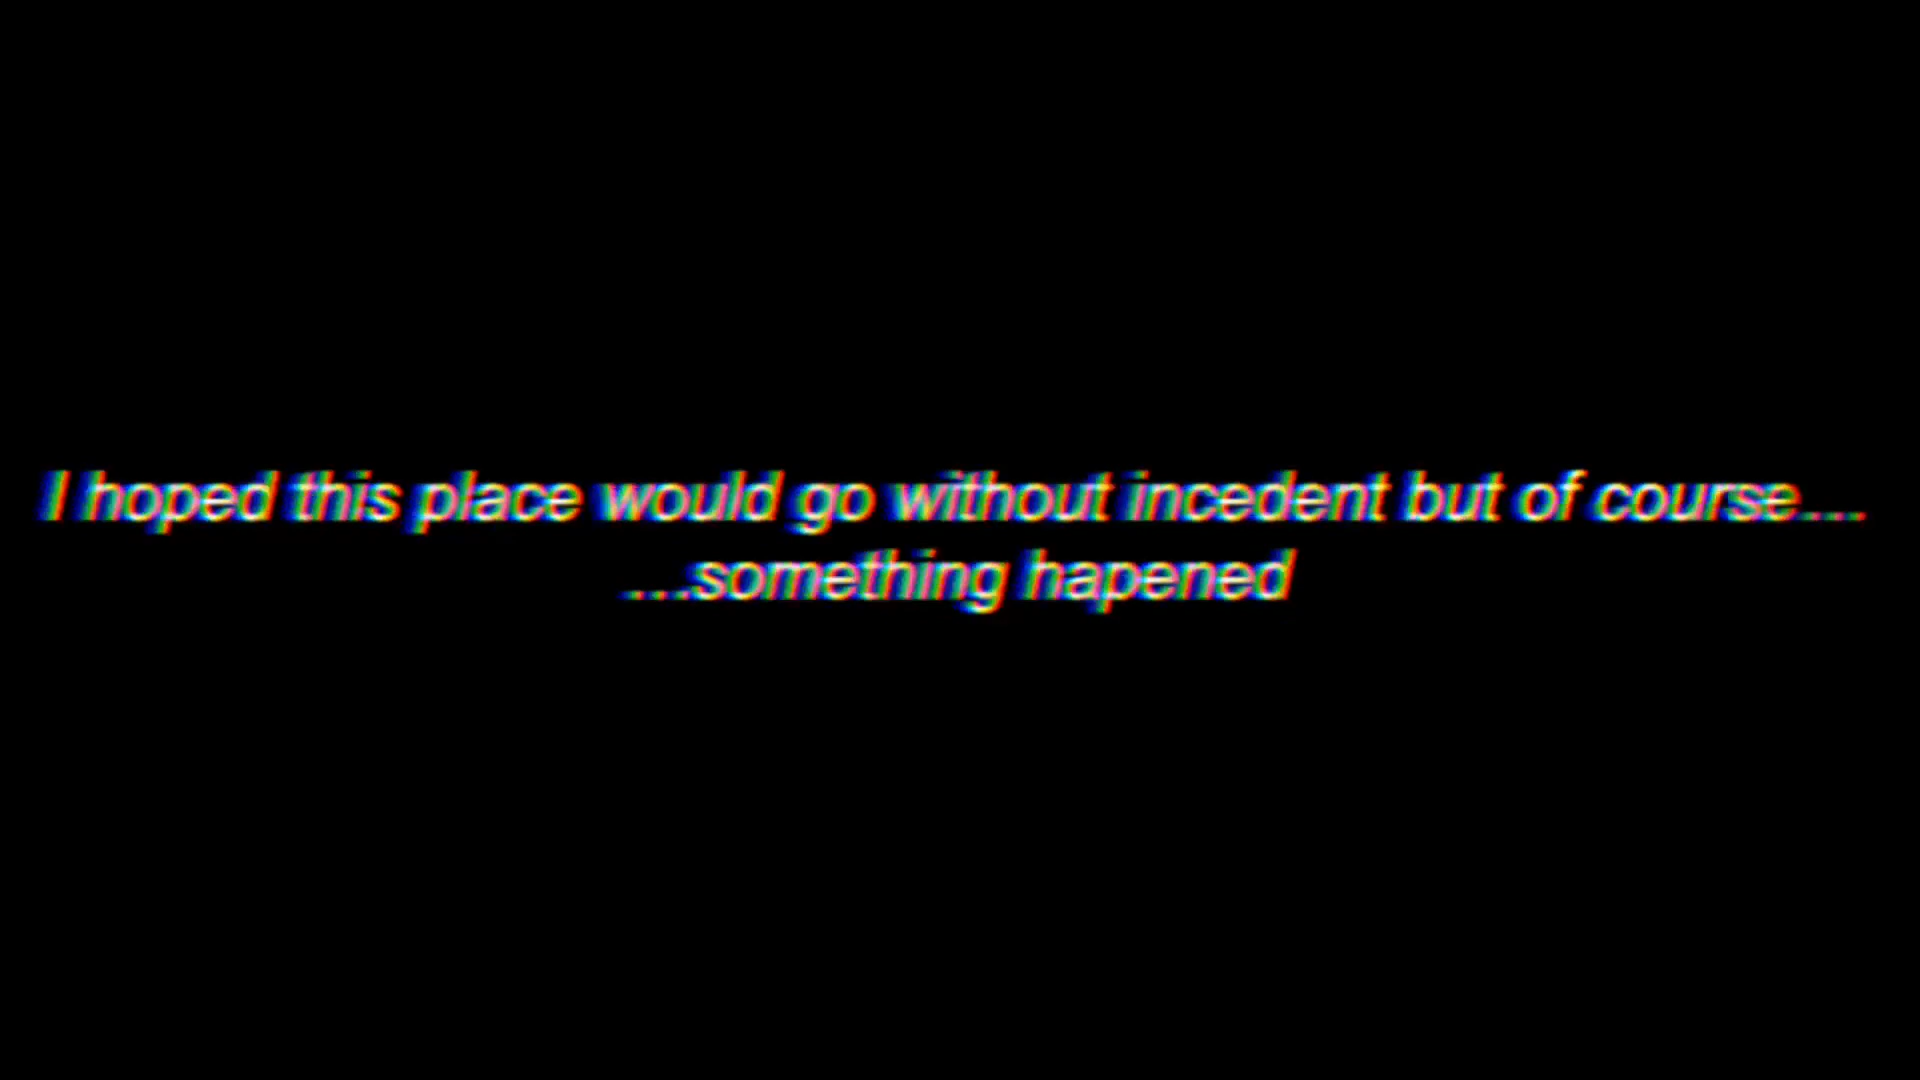 I hoped this place would go without incedent but of course....
....something hapened